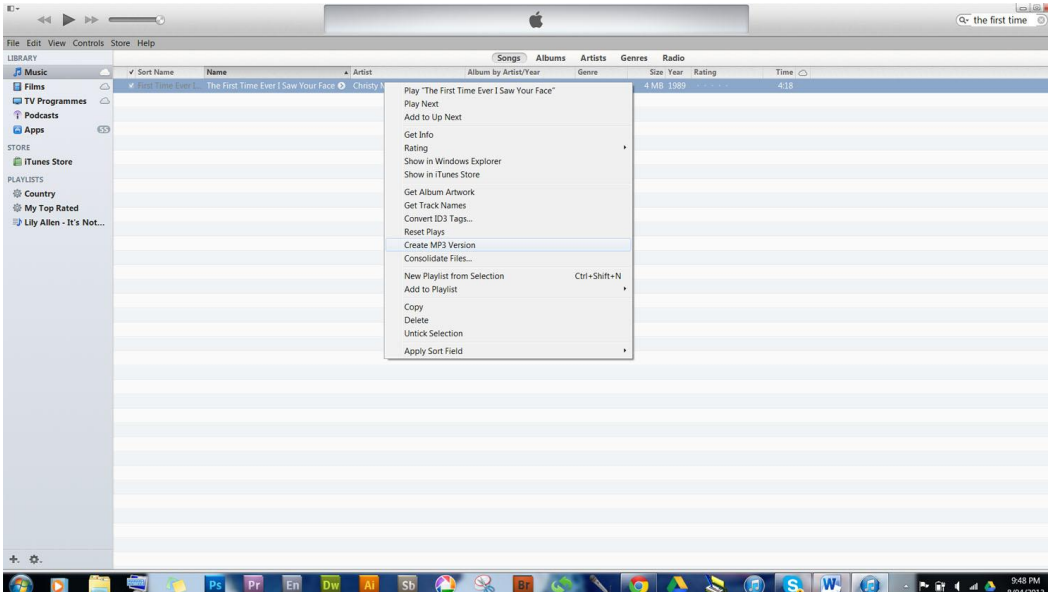 the first time
File Edit View Controls Store Help
LIBRARY
Songs Albums Artists Genres Radio
Music
Sort Name Name Artist Album by Artist/Year Genre Size Year Rating Time
First Time Ever I... The First Time Ever I Saw Your Face Christy 4 MB 1989 4:18
Films
TV Programmes
Podcasts
Apps 55
STORE
iTunes Store
PLAYLISTS
Country
My Top Rated
Lily Allen - It's Not...
Play "The First Time Ever I Saw Your Face"
Play Next
Add to Up Next
Get Info
Rating
Show in Windows Explorer
Show in iTunes Store
Get Album Artwork
Get Track Names
Convert ID3 Tags...
Reset Plays
Create MP3 Version
Consolidate Files...
New Playlist from Selection Ctrl+Shift+N
Add to Playlist
Copy
Delete
Untick Selection
Apply Sort Field
Ps Pr En Dw Ai Sh Br S W
9:48 PM